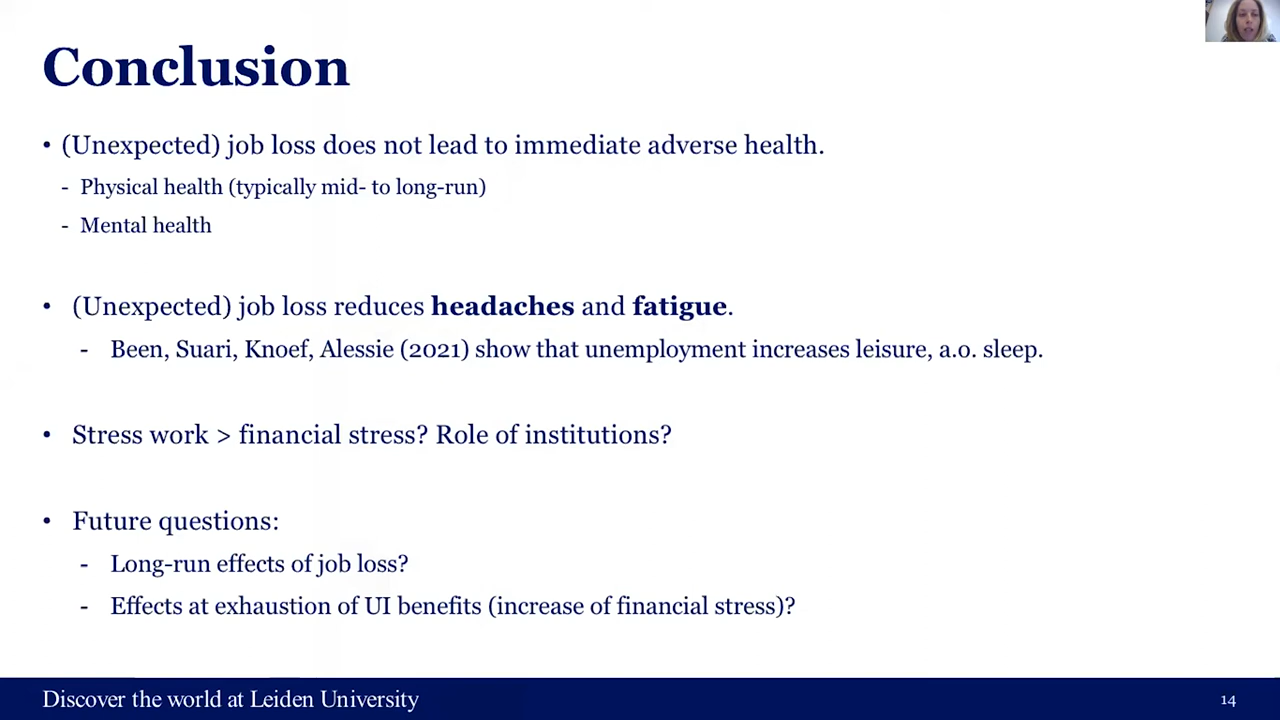 Conclusion
• (Unexpected) job loss does not lead to immediate adverse health.
- Physical health (typically mid- to long-run)
- Mental health
• (Unexpected) job loss reduces headaches and fatigue.
- Been, Suari, Knoef, Alessie (2021) show that unemployment increases leisure, a.o. sleep.
• Stress work > financial stress? Role of institutions?
• Future questions:
- Long-run effects of job loss?
- Effects at exhaustion of UI benefits (increase of financial stress)?
Discover the world at Leiden University
14